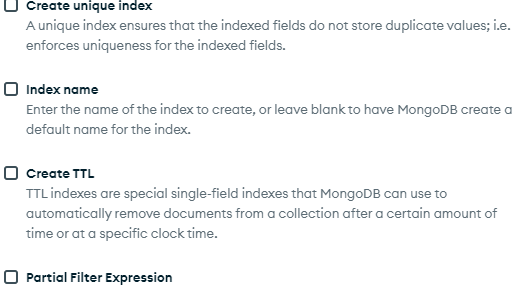 Create unique index
A unique index ensures that the indexed fields do not store duplicate values; i.e.
enforces uniqueness for the indexed fields.
Index name
Enter the name of the index to create, or leave blank to have MongoDB create a
default name for the index.
Create TTL
TTL indexes are special single-field indexes that MongoDB can use to
automatically remove documents from a collection after a certain amount of
time or at a specific clock time.
Partial Filter Expression